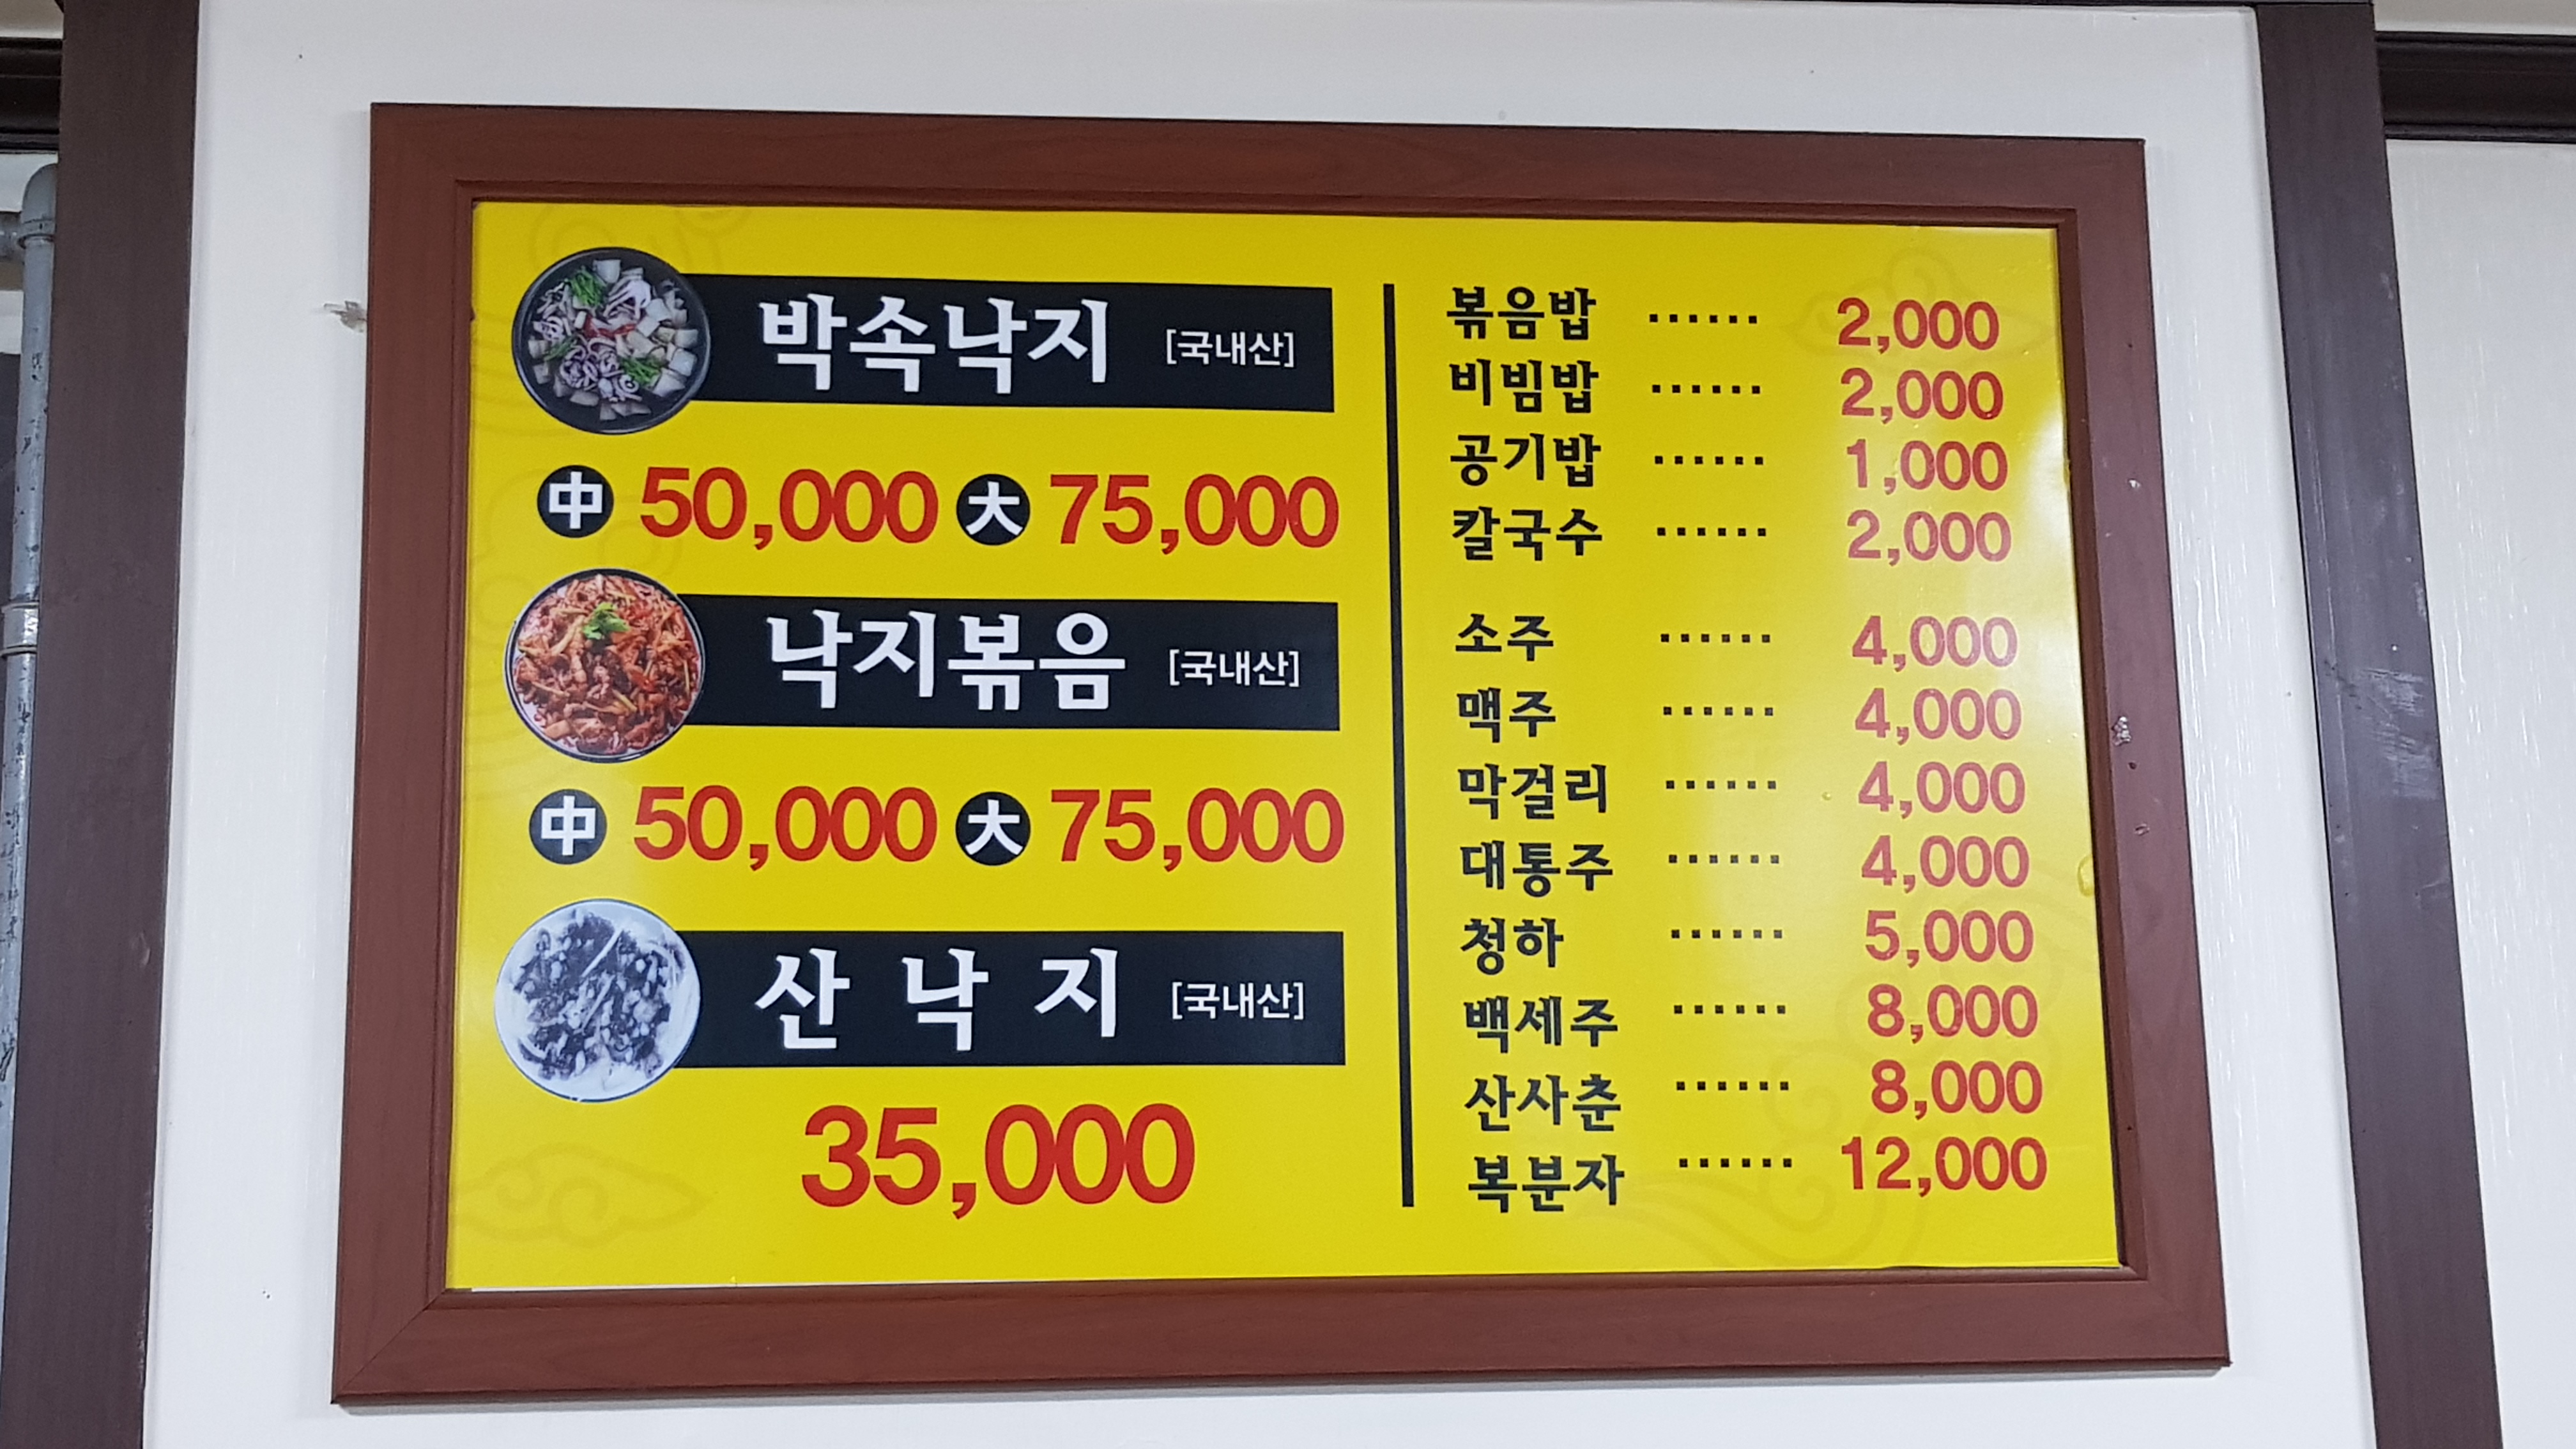 박속낙지 [국내산]
中 50,000 大 75,000
낙지볶음 [국내산]
中 50,000 大 75,000
산 낙 지 [국내산]
35,000
볶음밥 ...... 2,000
비빔밥 ...... 2,000
공기밥 ...... 1,000
칼국수 ...... 2,000
소주 ...... 4,000
맥주 ...... 4,000
막걸리 ...... 4,000
대통주 ...... 4,000
청하 ...... 5,000
백세주 ...... 8,000
산사춘 ...... 8,000
복분자 ...... 12,000